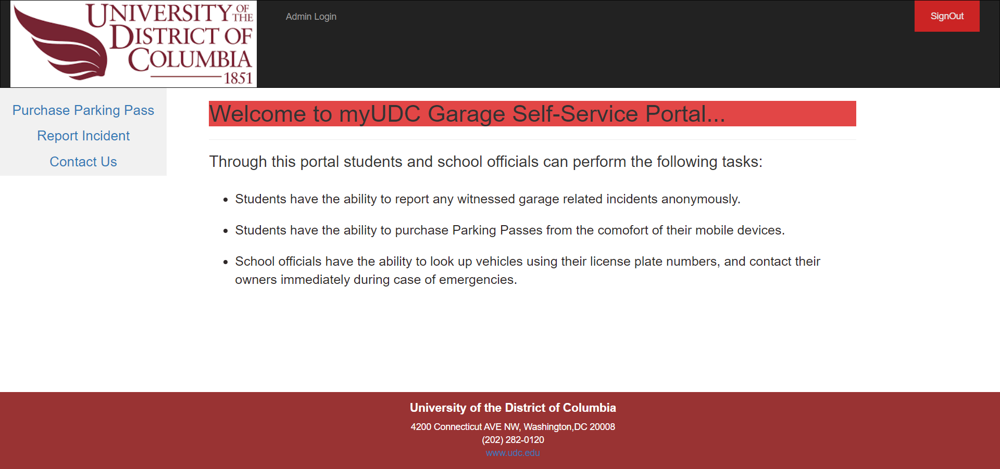 UNIVERSITY OF THE
DISTRICT OF
COLUMBIA
1851
Admin Login
SignOut
Purchase Parking Pass
Report Incident
Contact Us
Welcome to myUDC Garage Self-Service Portal...
Through this portal students and school officials can perform the following tasks:
• Students have the ability to report any witnessed garage related incidents anonymously.
• Students have the ability to purchase Parking Passes from the comofort of their mobile devices.
• School officials have the ability to look up vehicles using their license plate numbers, and contact their
owners immediately during case of emergencies.
University of the District of Columbia
4200 Connecticut AVE NW, Washington,DC 20008
(202) 282-0120
www.udc.edu